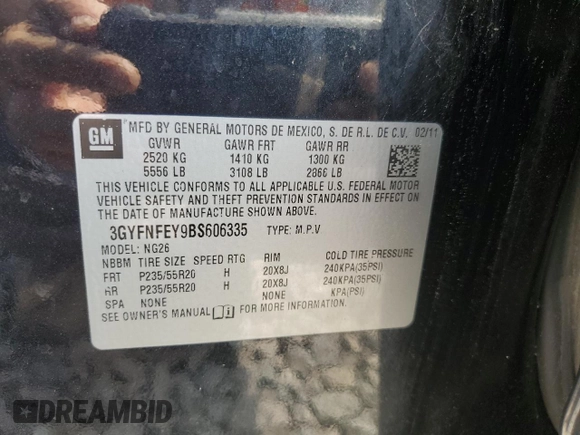 GM
MFD BY GENERAL MOTORS DE MEXICO, S. DE R.L. DE C.V. 02/11
GVWR GAWR FRT GAWR RR
2520 KG 1410 KG 1300 KG
5556 LB 3108 LB 2866 LB
THIS VEHICLE CONFORMS TO ALL APPLICABLE U.S. FEDERAL MOTOR
VEHICLE SAFETY AND THEFT PREVENTION STANDARDS IN EFFECT ON
THE DATE OF MANUFACTURE SHOWN ABOVE.
3GYFNFEY9BS606335 TYPE: M.P.V
MODEL: NG26
NBBM TIRE SIZE SPEED RTG RIM COLD TIRE PRESSURE
FRT P235/55R20 H 20X8J 240KPA(35PSI)
RR P235/55R20 H 20X8J 240KPA(35PSI)
SPA NONE NONE KPA(PSI)
SEE OWNER'S MANUAL FOR MORE INFORMATION.
DREAMBID